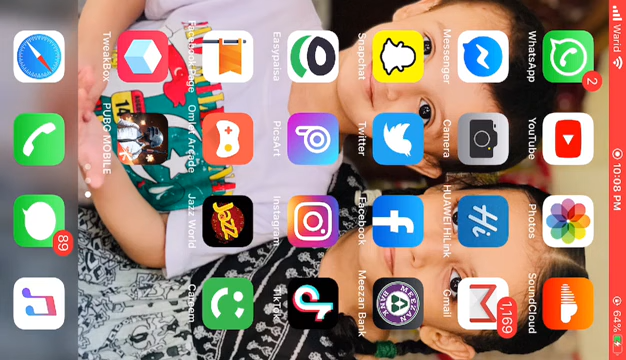 Warid 10:08 PM 64%
2
WhatsApp YouTube Photos SoundCloud
1,169
Messenger Camera HUAWEI HiLink Gmail
Snapchat Twitter Facebook Meezan Bank
Easypaisa PicsArt Instagram TikTok
Facebook Page Omlet Arcade Jazz World Careem
TweakBox PUBG MOBILE
89